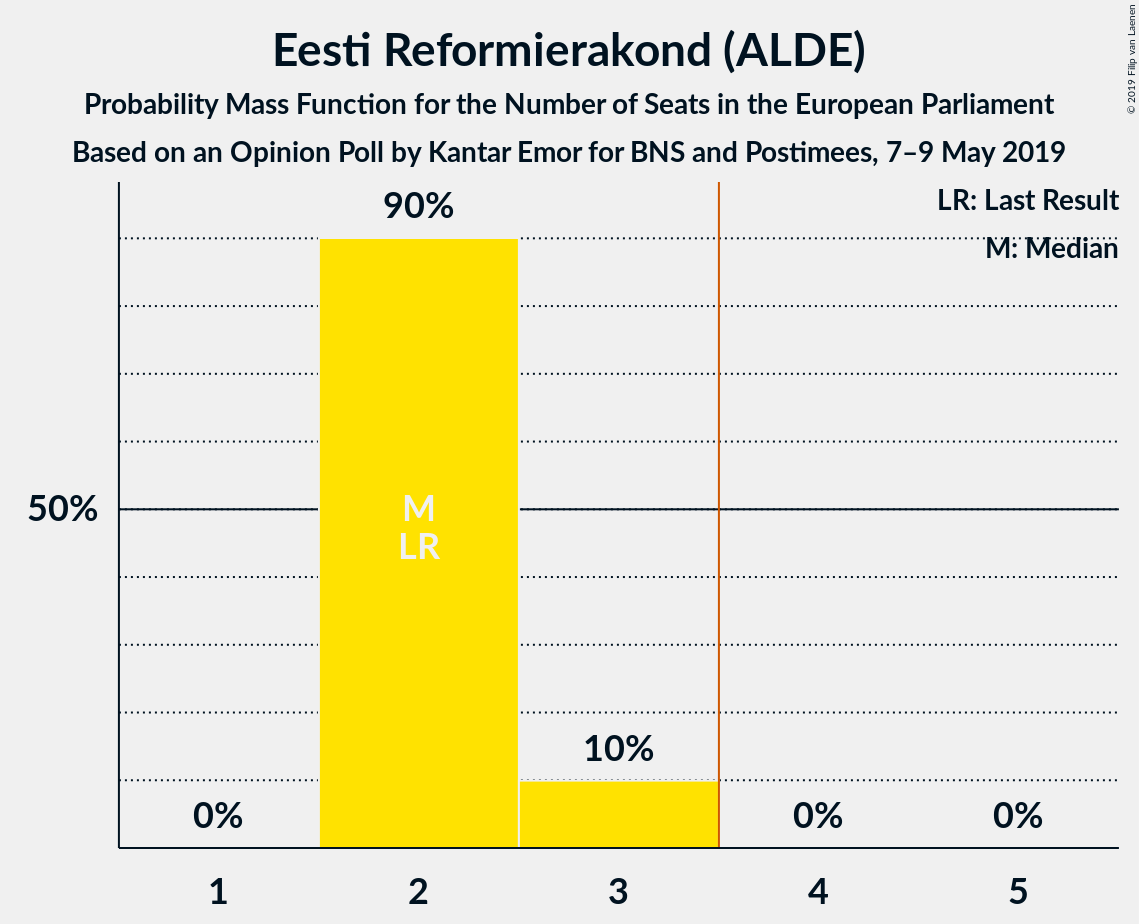 Eesti Reformierakond (ALDE)
Probability Mass Function for the Number of Seats in the European Parliament
Based on an Opinion Poll by Kantar Emor for BNS and Postimees, 7–9 May 2019
© 2019 Filip van Laenen
LR: Last Result
M: Median
90%
50%
M
LR
10%
0%
0%
0%
1
2
3
4
5